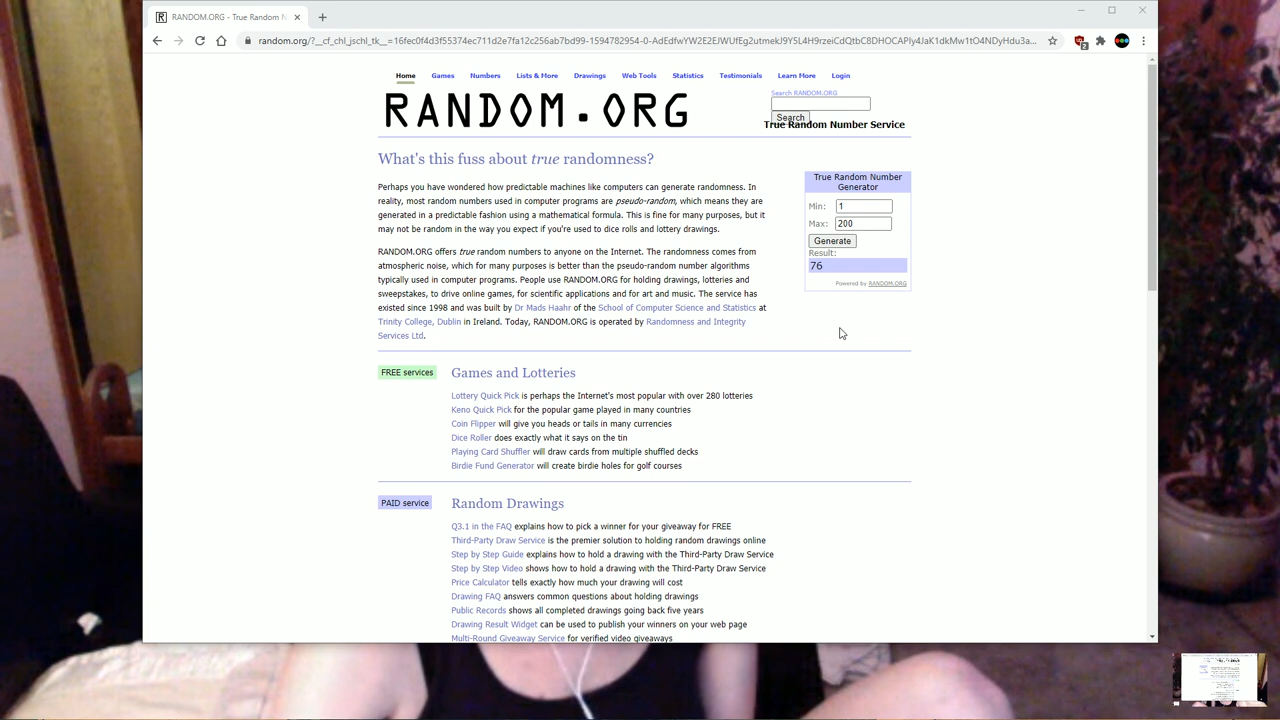 RANDOM.ORG - True Random N
random.org/?__cf_chl_jschl_tk__=16fec0f4d3f55374ec711d2e7fa12c256ab7bd99-1594782954-0-AdEdfwYW2E2EJWUfEg2utmekJ9Y5L4H9rzeiCdQtbC8DHOCAPIy4JaK1dkMw1tO4NDyHdu3a...
2
Home Games Numbers Lists & More Drawings Web Tools Statistics Testimonials Learn More Login
RANDOM.ORG
Search RANDOM.ORG
Search
True Random Number Service
What's this fuss about true randomness?
Perhaps you have wondered how predictable machines like computers can generate randomness. In
reality, most random numbers used in computer programs are pseudo-random, which means they are
generated in a predictable fashion using a mathematical formula. This is fine for many purposes, but it
may not be random in the way you expect if you're used to dice rolls and lottery drawings.
RANDOM.ORG offers true random numbers to anyone on the Internet. The randomness comes from
atmospheric noise, which for many purposes is better than the pseudo-random number algorithms
typically used in computer programs. People use RANDOM.ORG for holding drawings, lotteries and
sweepstakes, to drive online games, for scientific applications and for art and music. The service has
existed since 1998 and was built by Dr Mads Haahr of the School of Computer Science and Statistics at
Trinity College, Dublin in Ireland. Today, RANDOM.ORG is operated by Randomness and Integrity
Services Ltd.
True Random Number
Generator
Min: 1
Max: 200
Generate
Result:
76
Powered by RANDOM.ORG
FREE services
Games and Lotteries
Lottery Quick Pick is perhaps the Internet's most popular with over 280 lotteries
Keno Quick Pick for the popular game played in many countries
Coin Flipper will give you heads or tails in many currencies
Dice Roller does exactly what it says on the tin
Playing Card Shuffler will draw cards from multiple shuffled decks
Birdie Fund Generator will create birdie holes for golf courses
PAID service
Random Drawings
Q3.1 in the FAQ explains how to pick a winner for your giveaway for FREE
Third-Party Draw Service is the premier solution to holding random drawings online
Step by Step Guide explains how to hold a drawing with the Third-Party Draw Service
Step by Step Video shows how to hold a drawing with the Third-Party Draw Service
Price Calculator tells exactly how much your drawing will cost
Drawing FAQ answers common questions about holding drawings
Public Records shows all completed drawings going back five years
Drawing Result Widget can be used to publish your winners on your web page
Multi-Round Giveaway Service for verified video giveaways